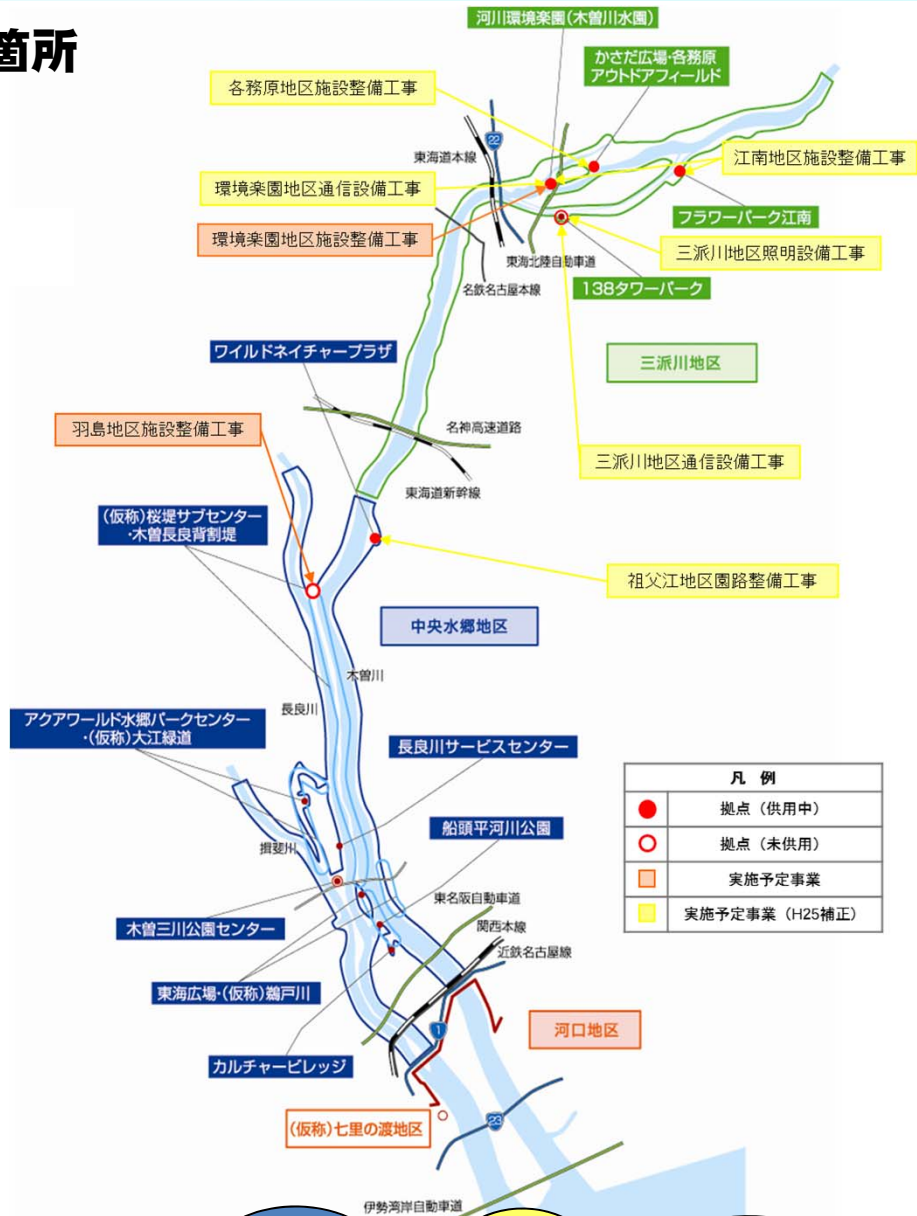 箇所
河川環境楽園(木曽川水園)
かさだ広場・各務原
アウトドアフィールド
各務原地区施設整備工事
22
東海道本線
江南地区施設整備工事
環境楽園地区通信設備工事
フラワーパーク江南
環境楽園地区施設整備工事
三派川地区照明設備工事
東海北陸自動車道
名鉄名古屋本線
138タワーパーク
ワイルドネイチャープラザ
三派川地区
羽島地区施設整備工事
名神高速道路
三派川地区通信設備工事
東海道新幹線
(仮称)桜堤サブセンター
・木曽長良背割堤
祖父江地区園路整備工事
中央水郷地区
木曽川
長良川
アクアワールド水郷パークセンター
・(仮称)大江緑道
長良川サービスセンター
凡 例
拠点(供用中)
拠点(未供用)
実施予定事業
実施予定事業(H25補正)
船頭平河川公園
揖斐川
東名阪自動車道
木曽三川公園センター
関西本線
近鉄名古屋線
東海広場・(仮称)鵜戸川
1
河口地区
カルチャービレッジ
(仮称)七里の渡地区
23
伊勢湾岸自動車道